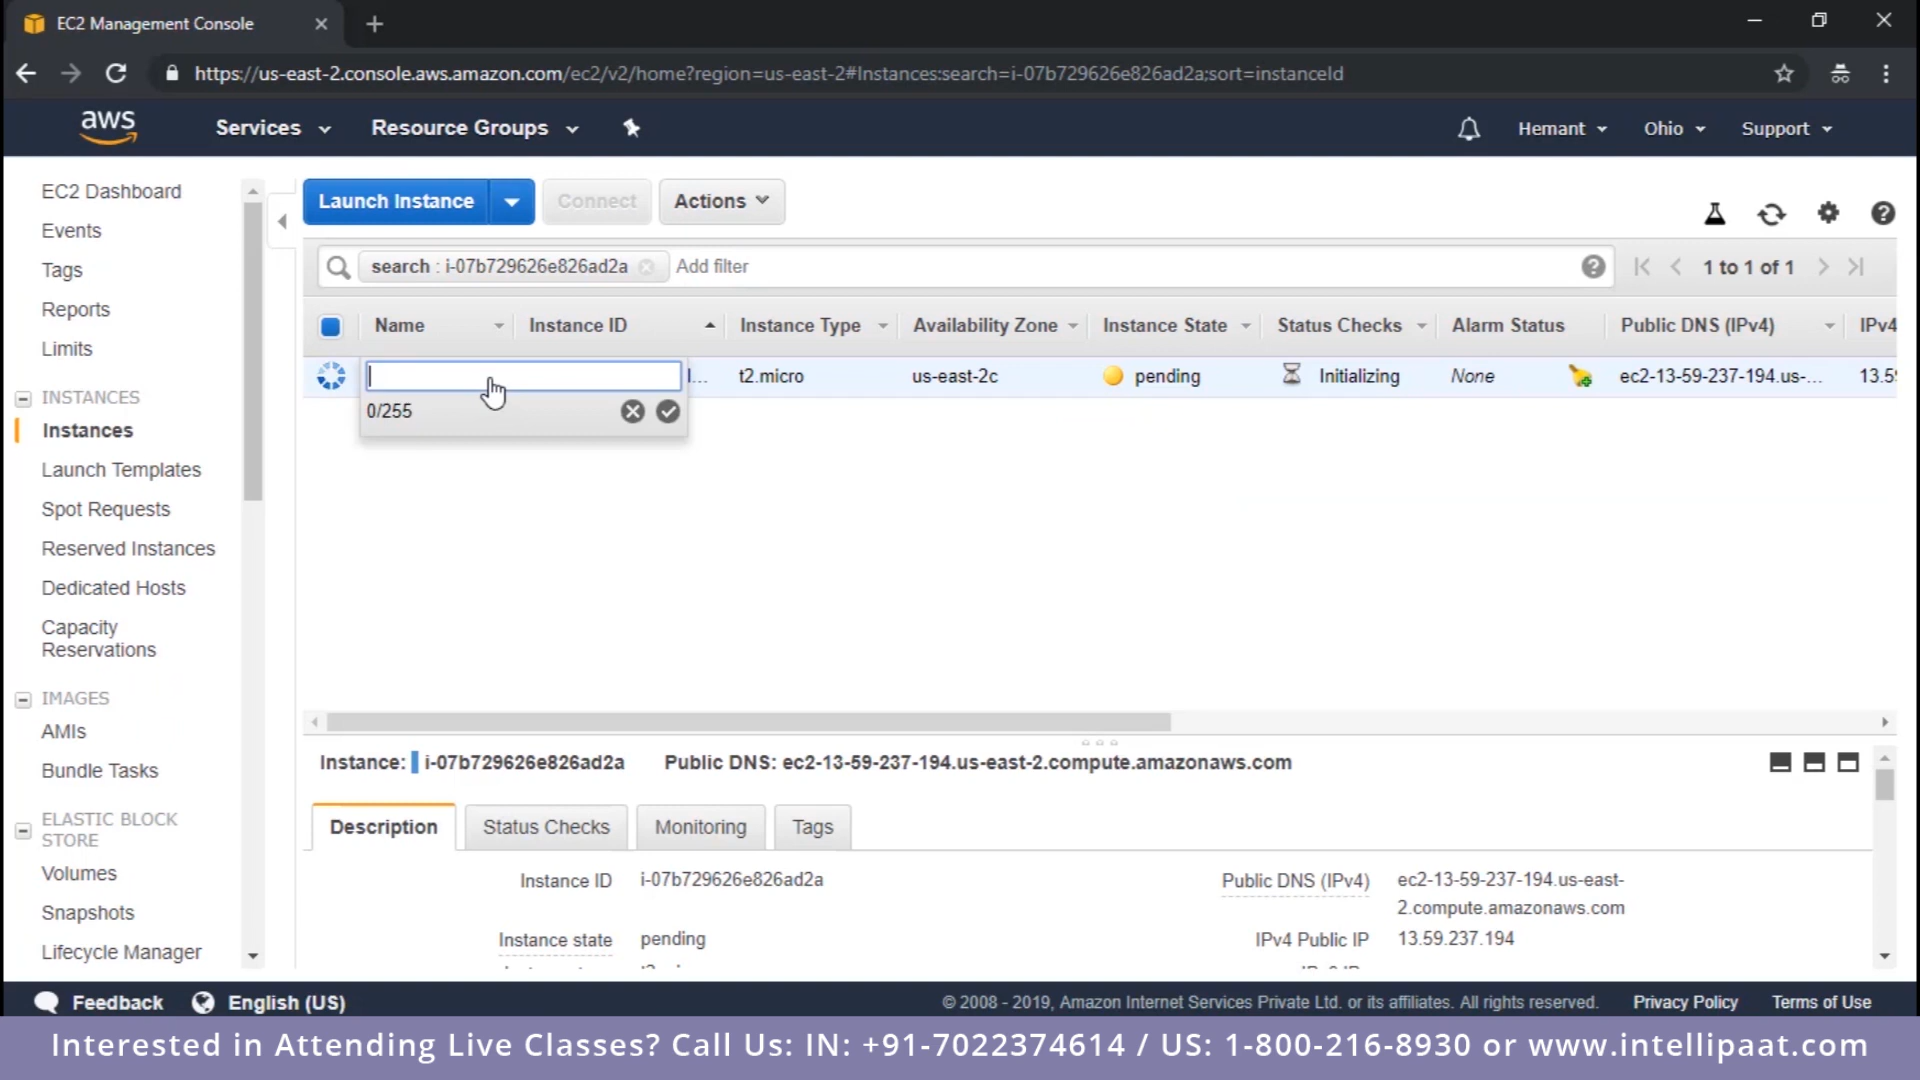 EC2 Management Console
https://us-east-2.console.aws.amazon.com/ec2/v2/home?region=us-east-2#Instances:search=i-07b729626e826ad2a;sort=instanceId
aws
Services
Resource Groups
Hemant
Ohio
Support
EC2 Dashboard
Events
Tags
Reports
Limits
INSTANCES
Instances
Launch Templates
Spot Requests
Reserved Instances
Dedicated Hosts
Capacity
Reservations
IMAGES
AMIs
Bundle Tasks
ELASTIC BLOCK
STORE
Volumes
Snapshots
Lifecycle Manager
Launch Instance
Connect
Actions
search : i-07b729626e826ad2a
Add filter
1 to 1 of 1
Name
Instance ID
Instance Type
Availability Zone
Instance State
Status Checks
Alarm Status
Public DNS (IPv4)
IPv4
t2.micro
us-east-2c
pending
Initializing
None
ec2-13-59-237-194.us-...
13.5
0/255
Instance: i-07b729626e826ad2a Public DNS: ec2-13-59-237-194.us-east-2.compute.amazonaws.com
Description
Status Checks
Monitoring
Tags
Instance ID i-07b729626e826ad2a
Public DNS (IPv4) ec2-13-59-237-194.us-east-
2.compute.amazonaws.com
Instance state pending
IPv4 Public IP 13.59.237.194
Feedback
English (US)
© 2008 - 2019, Amazon Internet Services Private Ltd. or its affiliates. All rights reserved.
Privacy Policy
Terms of Use
Interested in Attending Live Classes? Call Us: IN: +91-7022374614 / US: 1-800-216-8930 or www.intellipaat.com